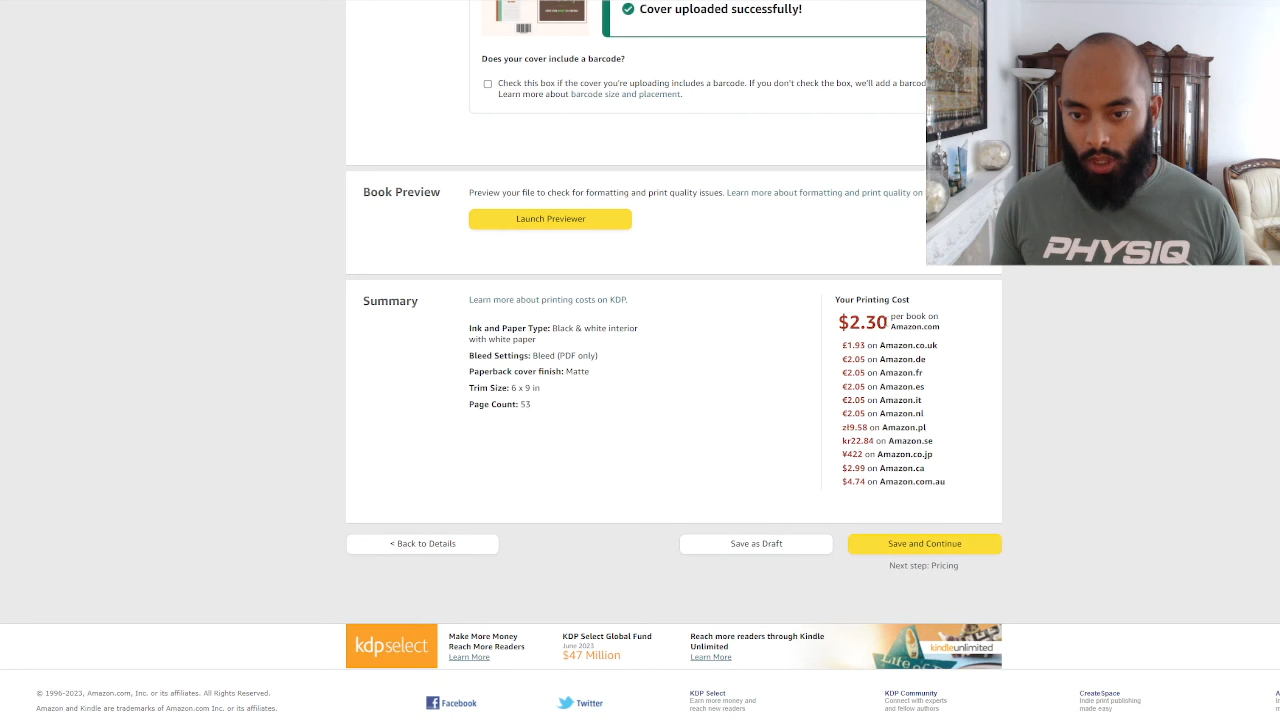 Cover uploaded successfully!
Does your cover include a barcode?
Check this box if the cover you're uploading includes a barcode. If you don't check the box, we'll add a barcod
Learn more about barcode size and placement.
Book Preview
Preview your file to check for formatting and print quality issues. Learn more about formatting and print quality on
Launch Previewer
PHYSIQ
Summary
Learn more about printing costs on KDP.
Ink and Paper Type: Black & white interior
with white paper
Bleed Settings: Bleed (PDF only)
Paperback cover finish: Matte
Trim Size: 6 x 9 in
Page Count: 53
Your Printing Cost
$2.30 per book on
Amazon.com
£1.93 on Amazon.co.uk
€2.05 on Amazon.de
€2.05 on Amazon.fr
€2.05 on Amazon.es
€2.05 on Amazon.it
€2.05 on Amazon.nl
zł9.58 on Amazon.pl
kr22.84 on Amazon.se
¥422 on Amazon.co.jp
$2.99 on Amazon.ca
$4.74 on Amazon.com.au
< Back to Details
Save as Draft
Save and Continue
Next step: Pricing
kdpselect
Make More Money
Reach More Readers
Learn More
KDP Select Global Fund
June 2023
$47 Million
Reach more readers through Kindle
Unlimited
Learn More
kindleunlimited
© 1996-2023, Amazon.com, Inc. or its affiliates. All Rights Reserved.
Amazon and Kindle are trademarks of Amazon.com Inc. or its affiliates.
Facebook
Twitter
KDP Select
Earn more money and
reach new readers
KDP Community
Connect with experts
and fellow authors
CreateSpace
Indie print publishing
made easy